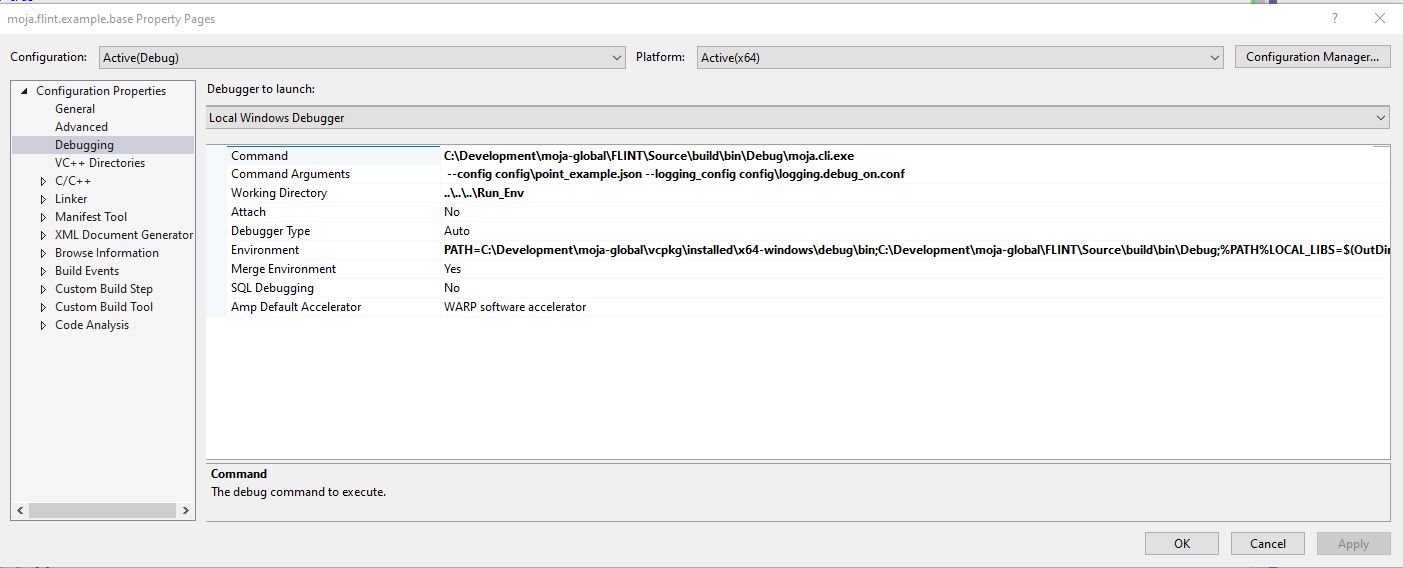 moja.flint.example.base Property Pages
?
Configuration: Active(Debug) Platform: Active(x64) Configuration Manager...
Configuration Properties
General
Advanced
Debugging
VC++ Directories
C/C++
Linker
Manifest Tool
XML Document Generator
Browse Information
Build Events
Custom Build Step
Custom Build Tool
Code Analysis
Debugger to launch:
Local Windows Debugger
Command C:\Development\moja-global\FLINT\Source\build\bin\Debug\moja.cli.exe
Command Arguments --config config\point_example.json --logging_config config\logging.debug_on.conf
Working Directory ..\..\..\Run_Env
Attach No
Debugger Type Auto
Environment PATH=C:\Development\moja-global\vcpkg\installed\x64-windows\debug\bin;C:\Development\moja-global\FLINT\Source\build\bin\Debug;%PATH%LOCAL_LIBS=$(OutDir
Merge Environment Yes
SQL Debugging No
Amp Default Accelerator WARP software accelerator
Command
The debug command to execute.
OK Cancel Apply